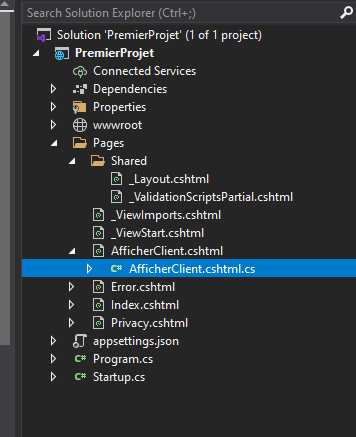 Search Solution Explorer (Ctrl+;)
Solution 'PremierProjet' (1 of 1 project)
PremierProjet
Connected Services
Dependencies
Properties
wwwroot
Pages
Shared
_Layout.cshtml
_ValidationScriptsPartial.cshtml
_ViewImports.cshtml
_ViewStart.cshtml
AfficherClient.cshtml
C# AfficherClient.cshtml.cs
Error.cshtml
Index.cshtml
Privacy.cshtml
appsettings.json
C# Program.cs
C# Startup.cs